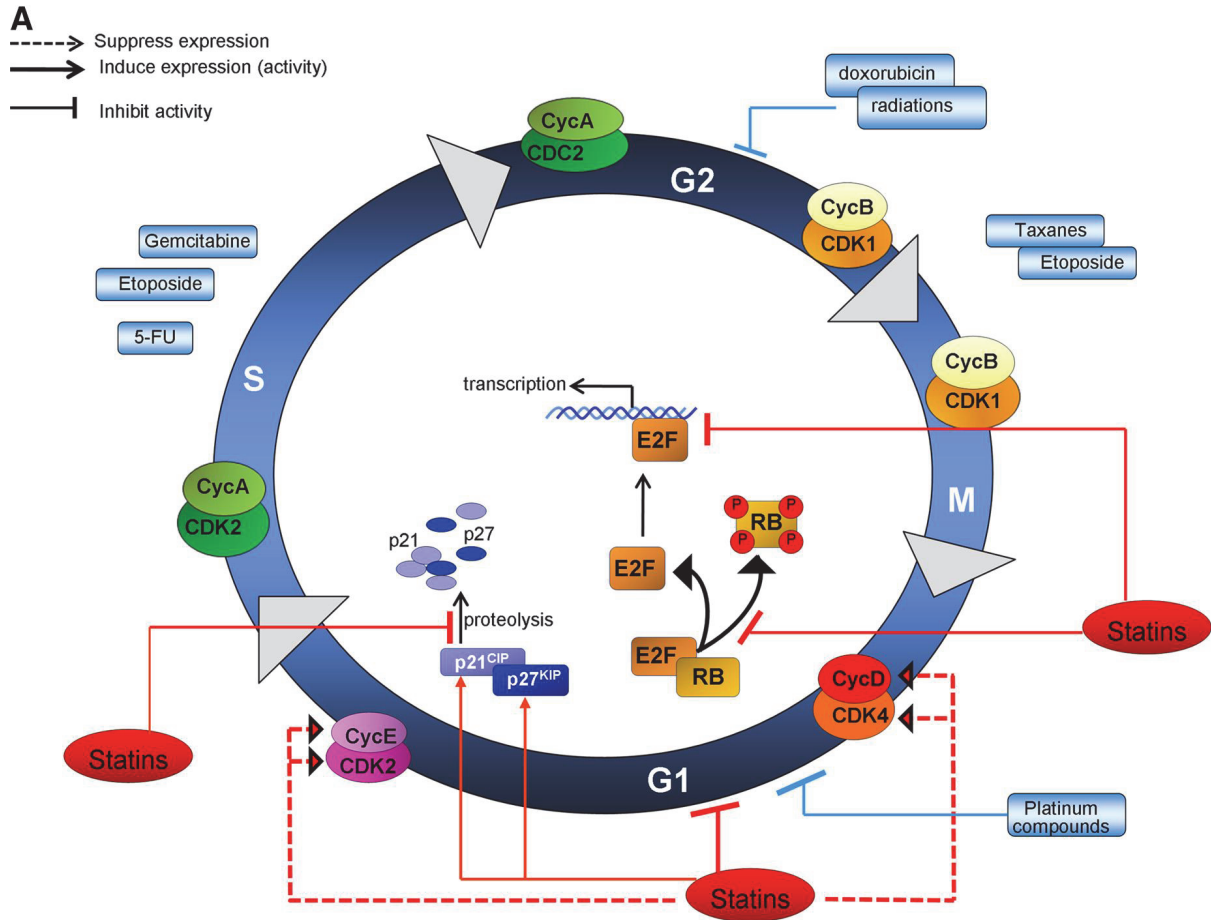 A
Suppress expression
Induce expression (activity)
Inhibit activity
doxorubicin
radiations
CycA
CDC2
G2
CycB
CDK1
Taxanes
Etoposide
Gemcitabine
Etoposide
5-FU
S
transcription
E2F
CycB
CDK1
M
CycA
CDK2
p21
p27
P
P
RB
P
P
E2F
proteolysis
p21CIP
p27KIP
E2F
RB
Statins
CycD
CDK4
Statins
CycE
CDK2
G1
Platinum
compounds
Statins